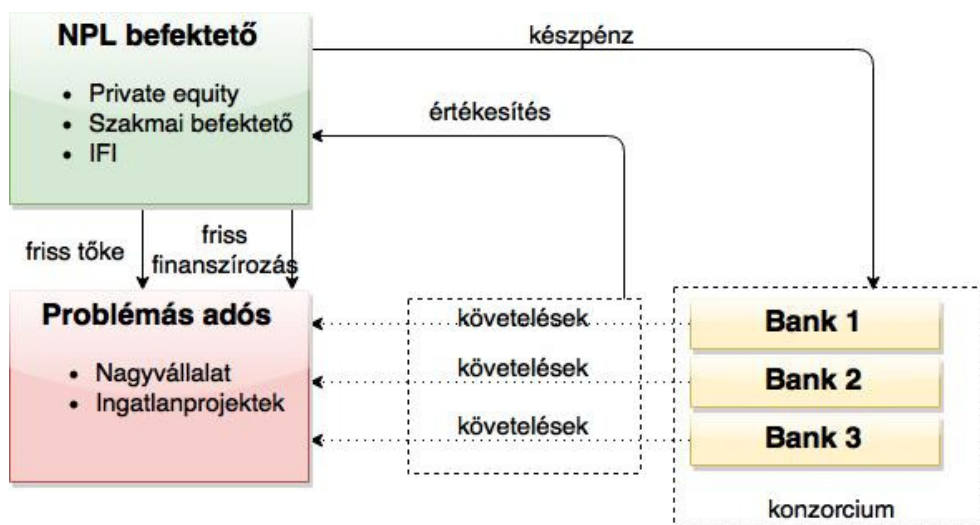 NPL befektető
• Private equity
• Szakmai befektető
• IFI
készpénz
értékesítés
friss tőke
friss
finanszírozás
Problémás adós
• Nagyvállalat
• Ingatlanprojektek
követelések
követelések
követelések
Bank 1
Bank 2
Bank 3
konzorcium